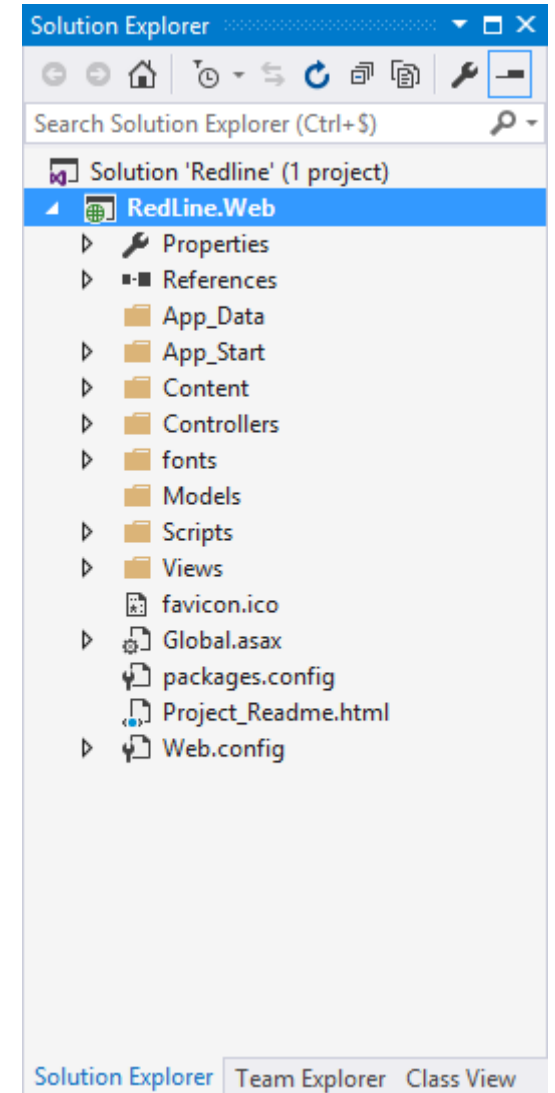 Solution Explorer
Search Solution Explorer (Ctrl+$)
Solution 'Redline' (1 project)
RedLine.Web
Properties
References
App_Data
App_Start
Content
Controllers
fonts
Models
Scripts
Views
favicon.ico
Global.asax
packages.config
Project_Readme.html
Web.config
Solution Explorer Team Explorer Class View